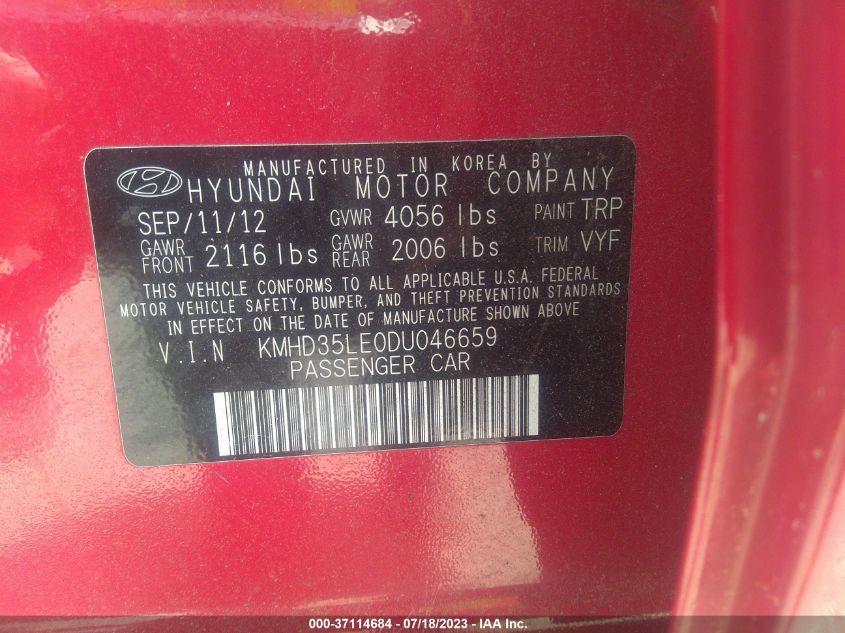 MANUFACTURED IN KOREA BY
HYUNDAI MOTOR COMPANY
SEP/11/12 GVWR 4056 lbs PAINT TRP
GAWR FRONT 2116 lbs GAWR REAR 2006 lbs TRIM VYF
THIS VEHICLE CONFORMS TO ALL APPLICABLE U.S.A. FEDERAL
MOTOR VEHICLE SAFETY, BUMPER, AND THEFT PREVENTION STANDARDS
IN EFFECT ON THE DATE OF MANUFACTURE SHOWN ABOVE
V.I.N KMHD35LE0DU046659
PASSENGER CAR
000-37114684 - 07/18/2023 - IAA Inc.